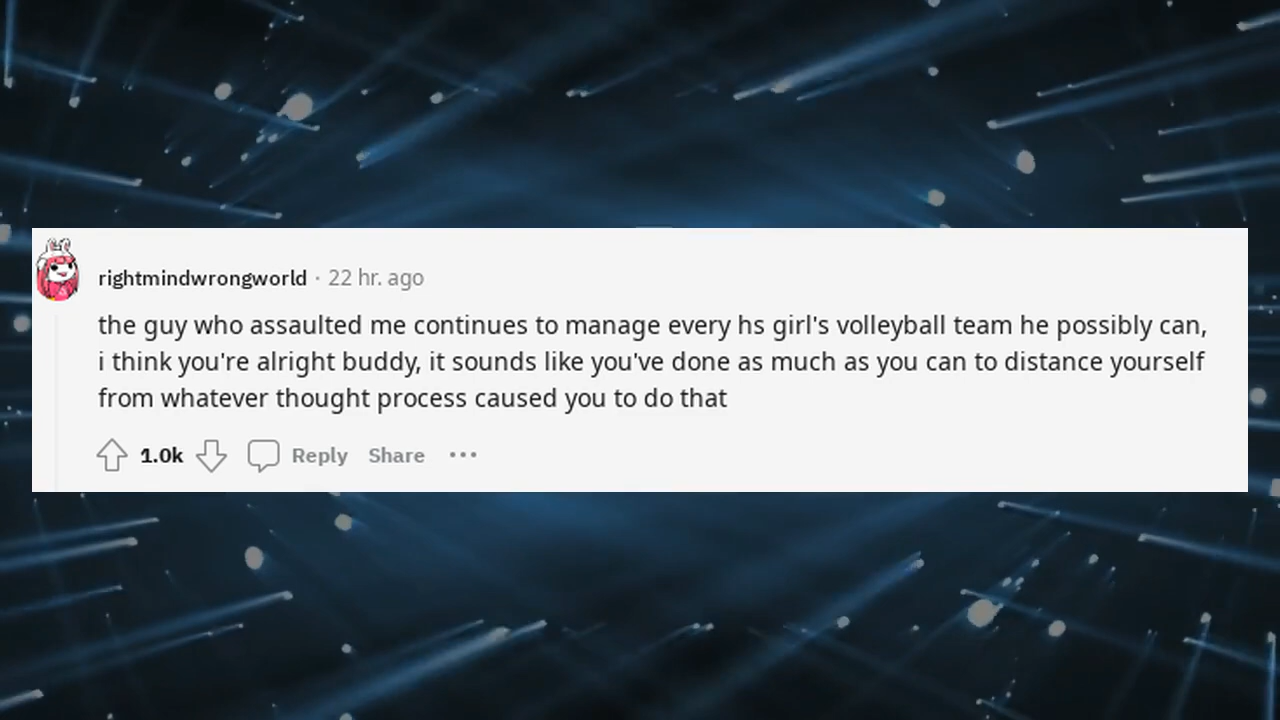 rightmindwrongworld · 22 hr. ago
the guy who assaulted me continues to manage every hs girl's volleyball team he possibly can,
i think you're alright buddy, it sounds like you've done as much as you can to distance yourself
from whatever thought process caused you to do that
1.0k Reply Share ···